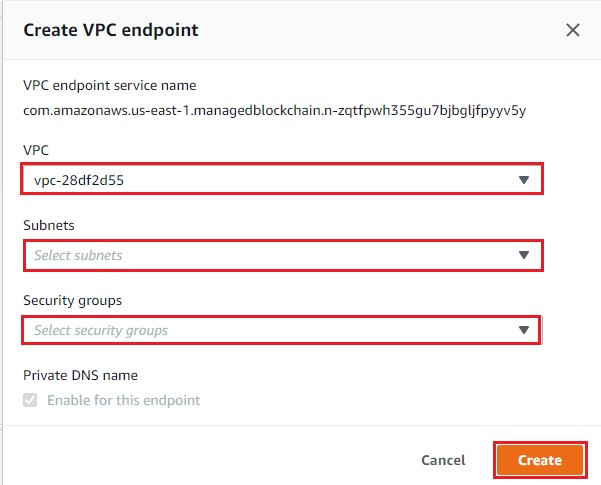 Create VPC endpoint
VPC endpoint service name
com.amazonaws.us-east-1.managedblockchain.n-zqtfpwh355gu7bjbgljfpyyv5y
VPC
vpc-28df2d55
Subnets
Select subnets
Security groups
Select security groups
Private DNS name
Enable for this endpoint
Cancel Create